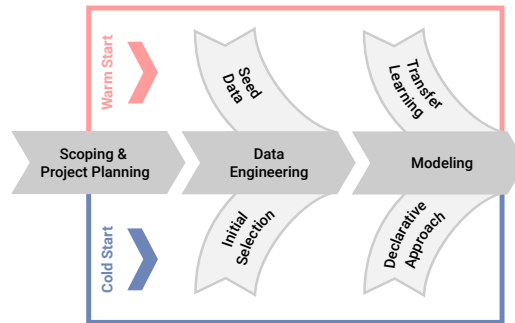 Warm Start
Seed
Data
Transfer
Learning
Scoping &
Project Planning
Data
Engineering
Modeling
Cold Start
Initial
Selection
Declarative
Approach